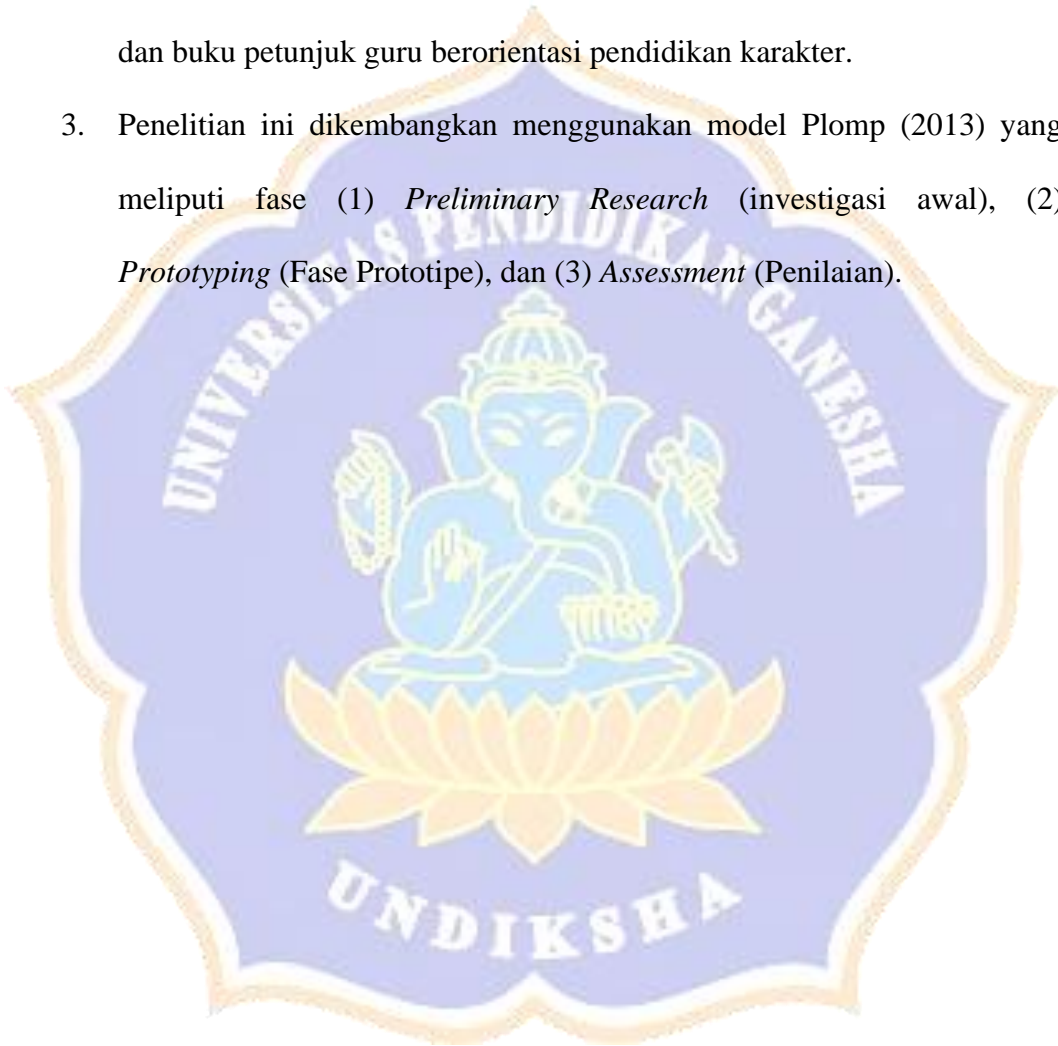 dan buku petunjuk guru berorientasi pendidikan karakter.
3. Penelitian ini dikembangkan menggunakan model Plomp (2013) yang
meliputi fase (1) Preliminary Research (investigasi awal), (2)
Prototyping (Fase Prototipe), dan (3) Assessment (Penilaian).
UNIVERSITAS PENDIDIKAN GANESHA
UNDIKSHA